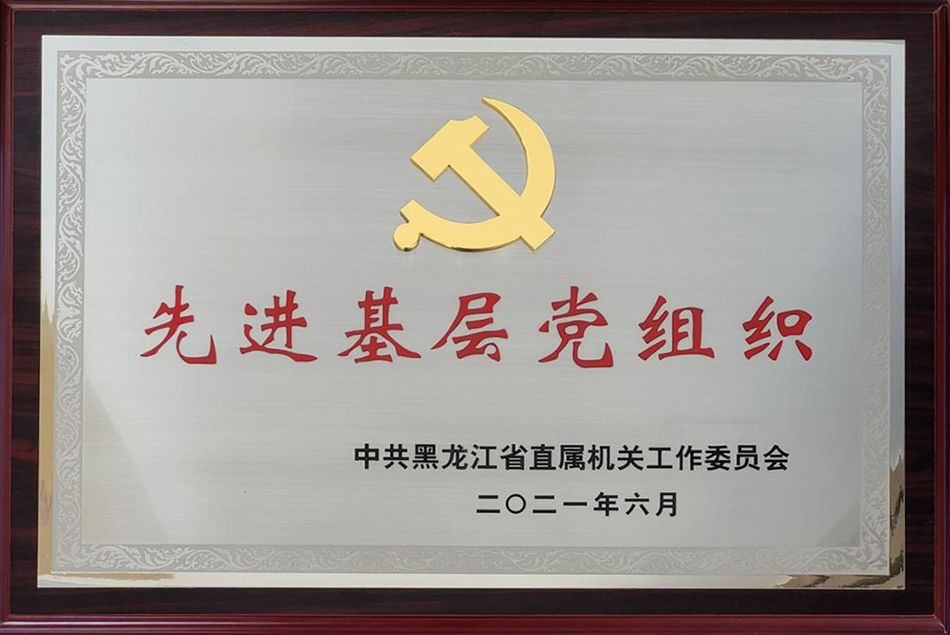 先进基层党组织
中共黑龙江省直属机关工作委员会
二〇二一年六月